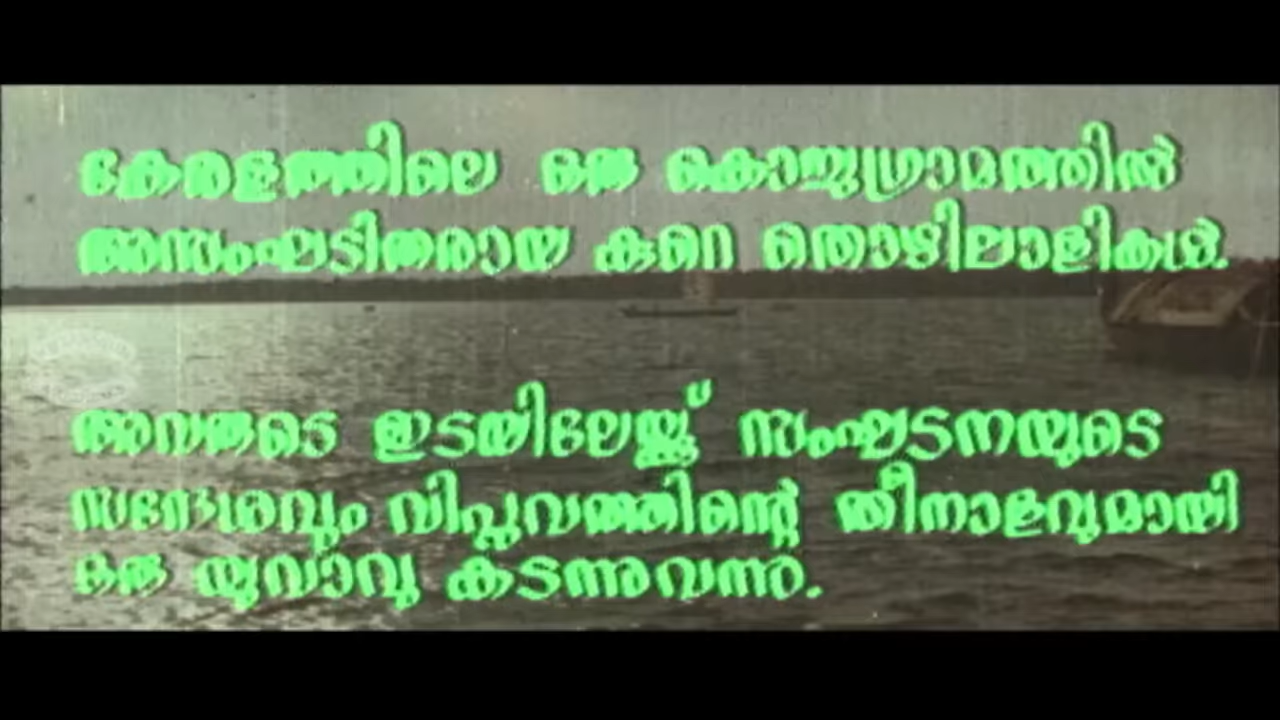 കേരളത്തിലെ ഒരു കൊച്ചുഗ്രാമത്തിൽ
അസംഘടിതരായ കുറെ തൊഴിലാളികൾ.
അവരുടെ ഇടയിലേയ്ക്ക് സംഘടനയുടെ
സന്ദേശവും വിപ്ലവത്തിന്റെ തീനാളവുമായി
ഒരു യുവാവു കടന്നുവന്നു.